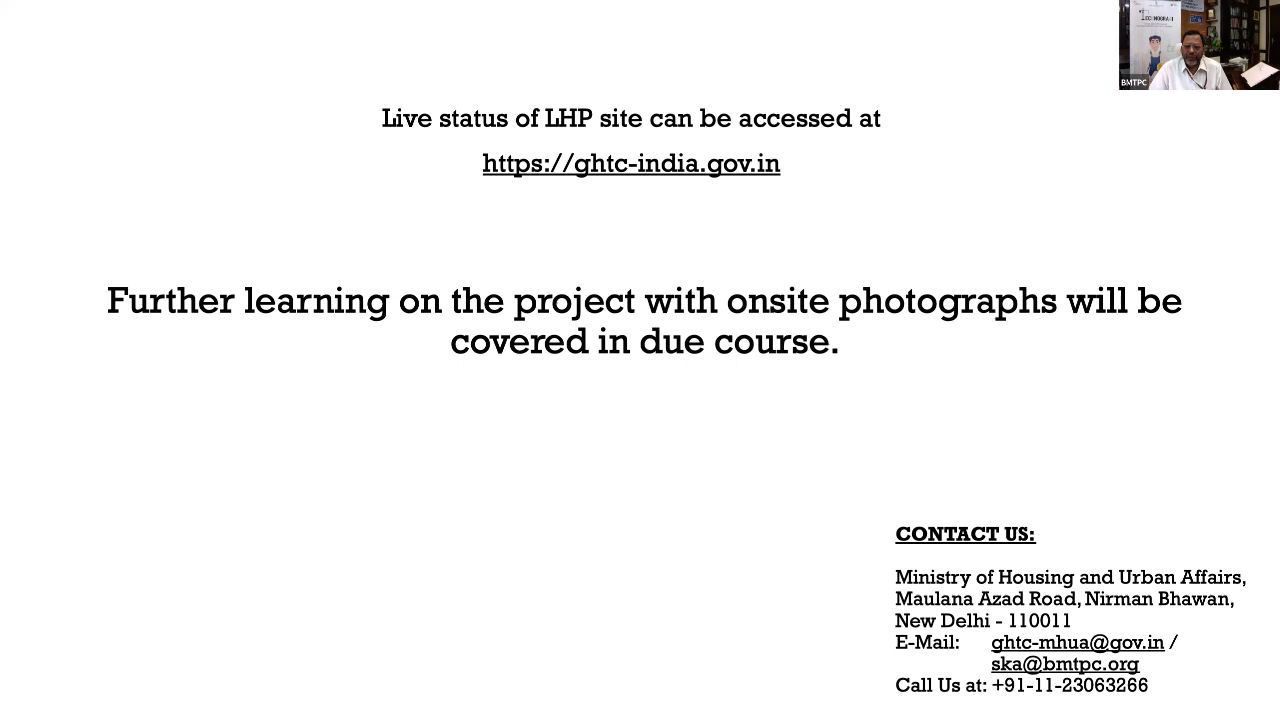 Live status of LHP site can be accessed at
https://ghtc-india.gov.in
Further learning on the project with onsite photographs will be
covered in due course.
BMTPC
CONTACT US:
Ministry of Housing and Urban Affairs,
Maulana Azad Road, Nirman Bhawan,
New Delhi - 110011
E-Mail: ghtc-mhua@gov.in /
ska@bmtpc.org
Call Us at: +91-11-23063266